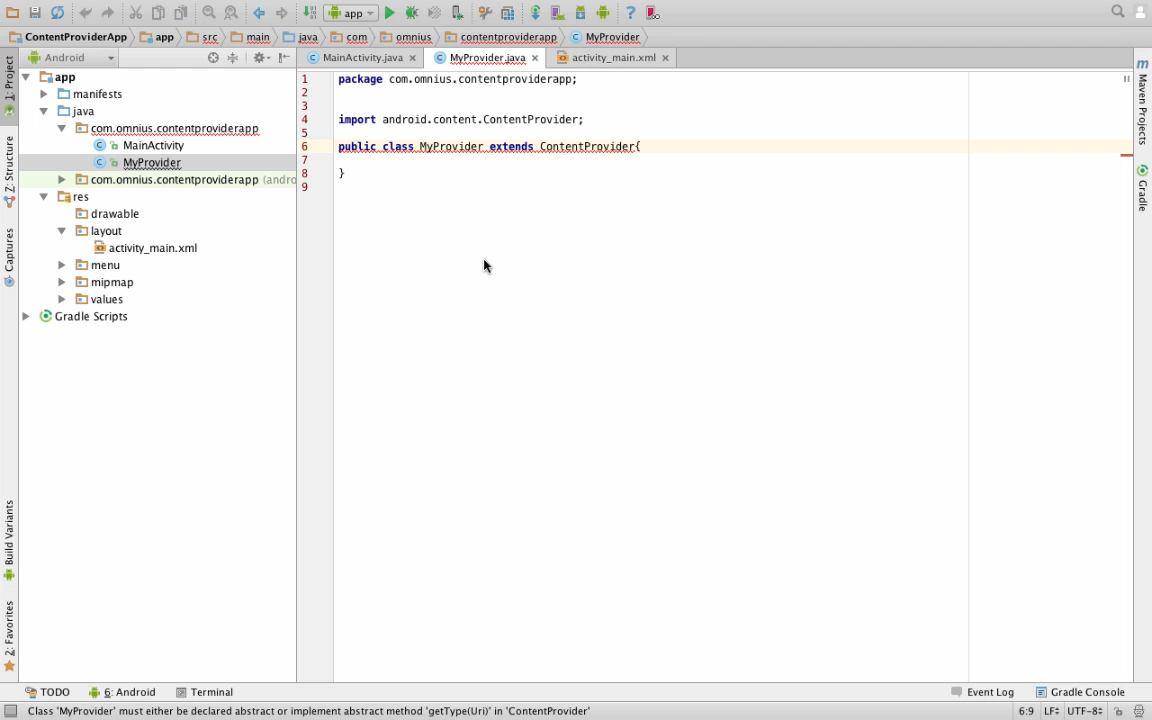 app
ContentProviderApp app src main java com omnius contentproviderapp MyProvider
Android
MainActivity.java MyProvider.java activity_main.xml
1: Project
Z: Structure
Captures
Build Variants
2: Favorites
app
manifests
java
com.omnius.contentproviderapp
MainActivity
MyProvider
com.omnius.contentproviderapp (andro
res
drawable
layout
activity_main.xml
menu
mipmap
values
Gradle Scripts
1 package com.omnius.contentproviderapp;
2
3
4 import android.content.ContentProvider;
5
6 public class MyProvider extends ContentProvider{
7
8 }
9
Maven Projects
Gradle
TODO 6: Android Terminal Event Log Gradle Console
Class 'MyProvider' must either be declared abstract or implement abstract method 'getType(Uri)' in 'ContentProvider' 6:9 LF UTF-8